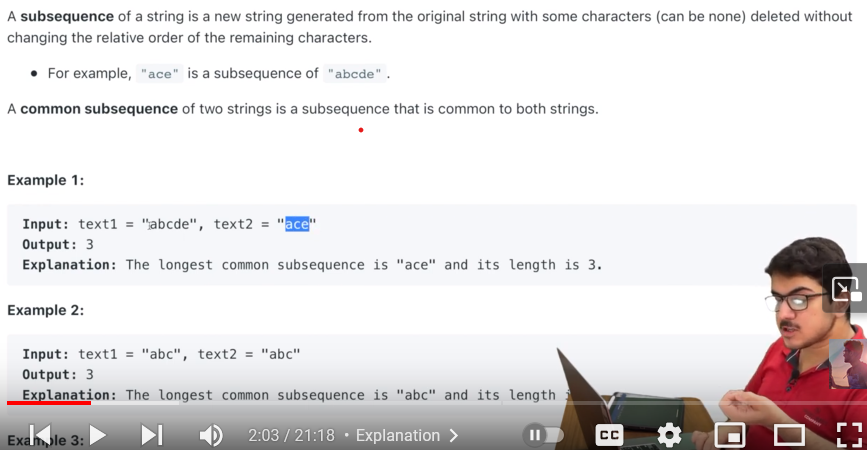 A subsequence of a string is a new string generated from the original string with some characters (can be none) deleted without
changing the relative order of the remaining characters.
• For example, "ace" is a subsequence of "abcde" .
A common subsequence of two strings is a subsequence that is common to both strings.
Example 1:
Input: text1 = "abcde", text2 = "ace"
Output: 3
Explanation: The longest common subsequence is "ace" and its length is 3.
Example 2:
Input: text1 = "abc", text2 = "abc"
Output: 3
Explanation: The longest common subsequence is "abc" and its length
Example 3:
2:03 / 21:18 • Explanation
CC